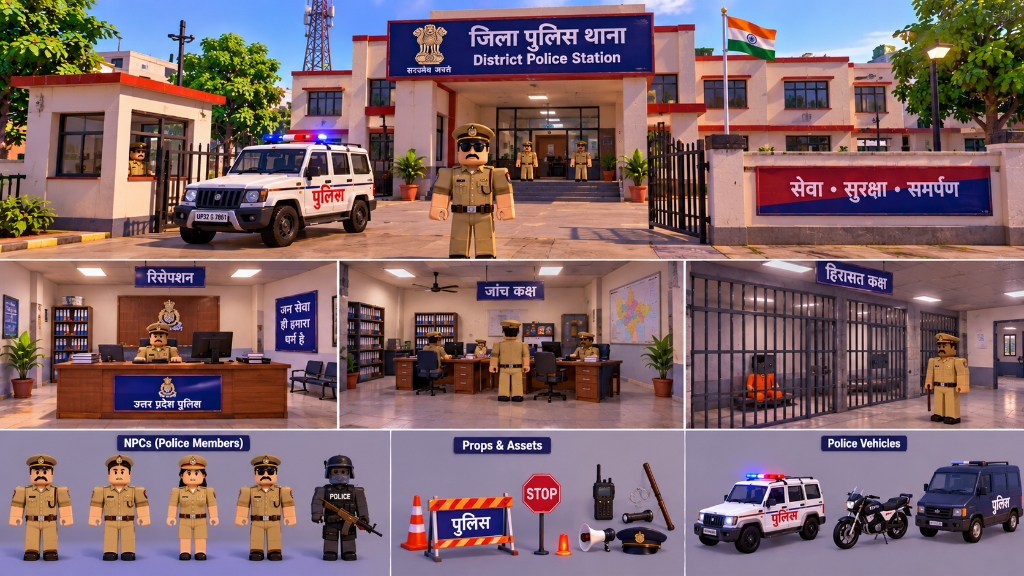 जिला पुलिस थाना
District Police Station
सत्यमेव जयते
पुलिस
UP32 G 7861
सेवा • सुरक्षा • समर्पण
रिसेपशन
जन सेवा
ही हमारा
धर्म हे
उत्तर प्रदेश पुलिस
जांच कक्ष
हिरासत कक्ष
NPCs (Police Members)
POLICE
Props & Assets
पुलिस
STOP
Police Vehicles
पुलिस
पुलिस